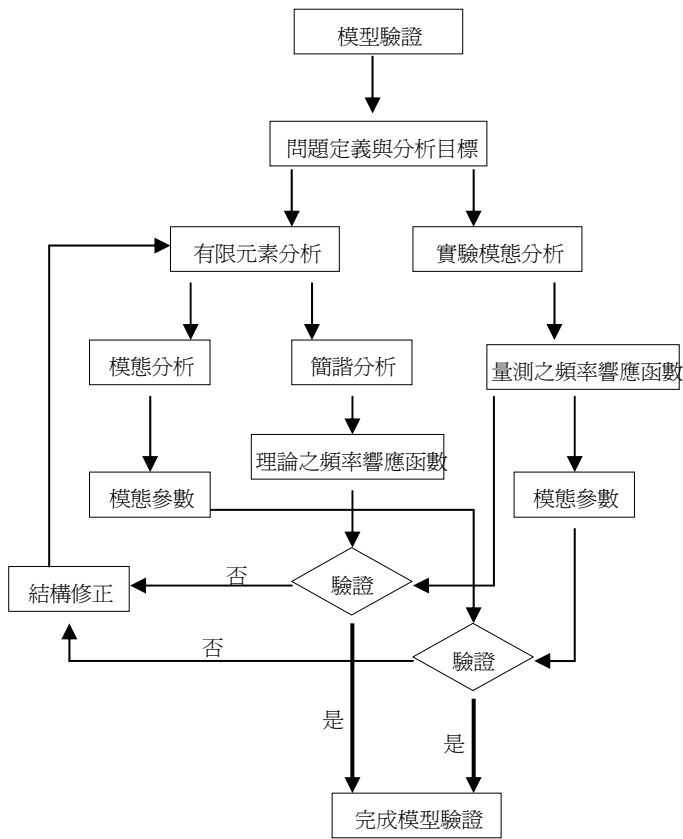 模型驗證
問題定義與分析目標
有限元素分析
實驗模態分析
模態分析
簡諧分析
量測之頻率響應函數
理論之頻率響應函數
模態參數
模態參數
結構修正
否
驗證
否
驗證
是
是
完成模型驗證